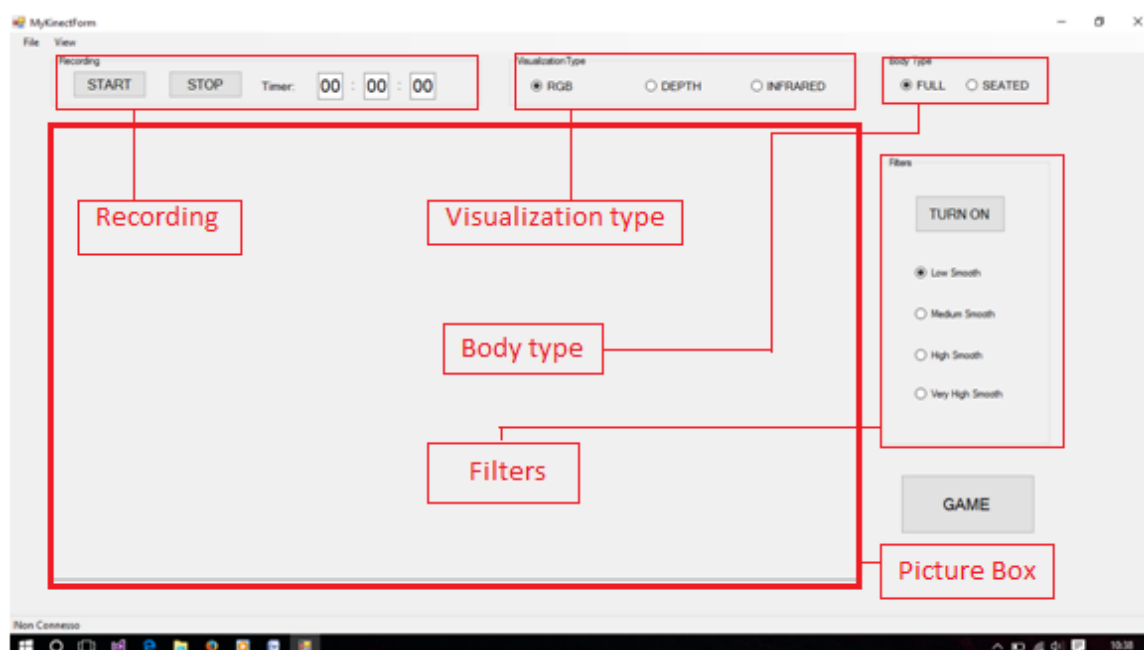 MyKinectForm
File View
Recording
START STOP Timer: 00 : 00 : 00
Visualization Type
RGB DEPTH INFRARED
Body Type
FULL SEATED
Recording
Visualization type
Body type
Filters
Filters
TURN ON
Low Smooth
Medium Smooth
High Smooth
Very High Smooth
GAME
Picture Box
Non Connesso
10:38